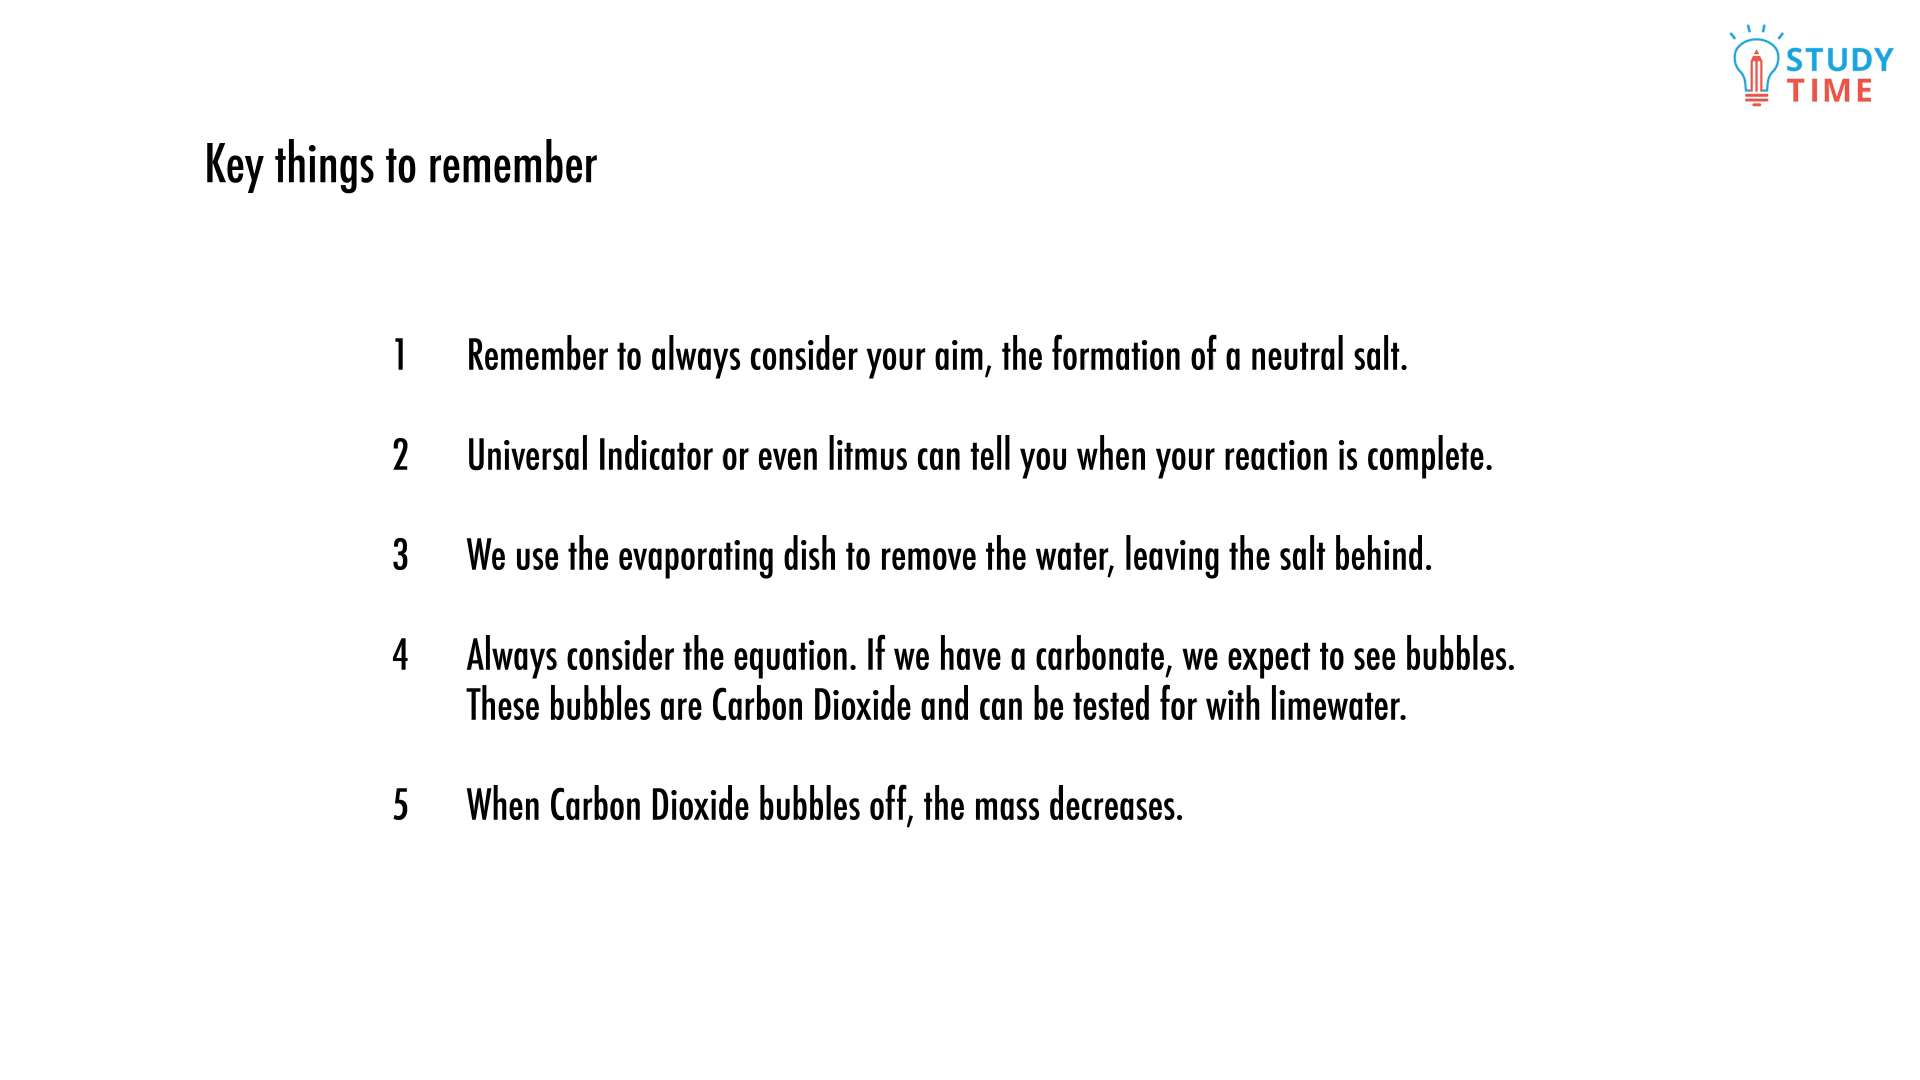 STUDY
TIME
Key things to remember
1 Remember to always consider your aim, the formation of a neutral salt.
2 Universal Indicator or even litmus can tell you when your reaction is complete.
3 We use the evaporating dish to remove the water, leaving the salt behind.
4 Always consider the equation. If we have a carbonate, we expect to see bubbles.
These bubbles are Carbon Dioxide and can be tested for with limewater.
5 When Carbon Dioxide bubbles off, the mass decreases.